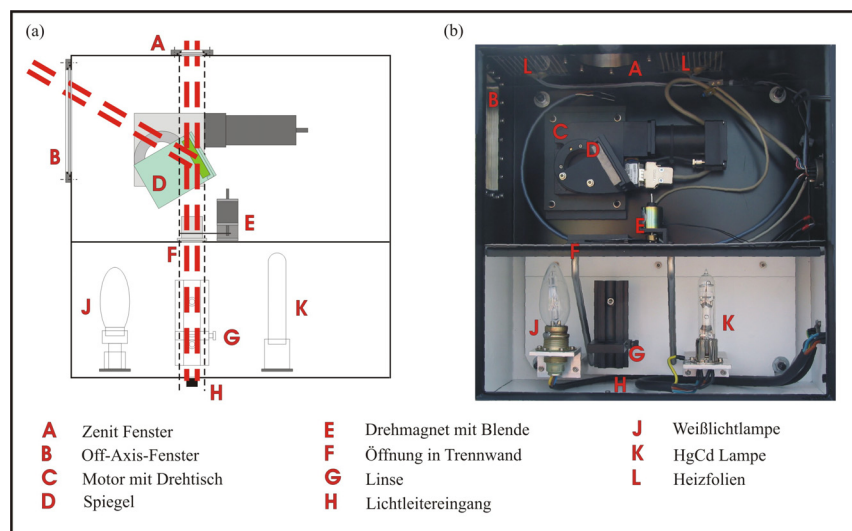 (a)
A
B
D
E
F
J
K
G
H
(b)
L
A
L
B
C
D
E
F
J
K
G
H
A Zenit Fenster
B Off-Axis-Fenster
C Motor mit Drehtisch
D Spiegel
E Drehmagnet mit Blende
F Öffnung in Trennwand
G Linse
H Lichtleitereingang
J Weißlichtlampe
K HgCd Lampe
L Heizfolien